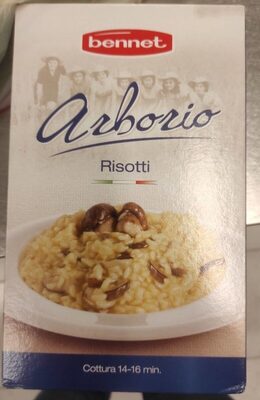 bennet
Arborio
Risotti
Cottura 14-16 min.